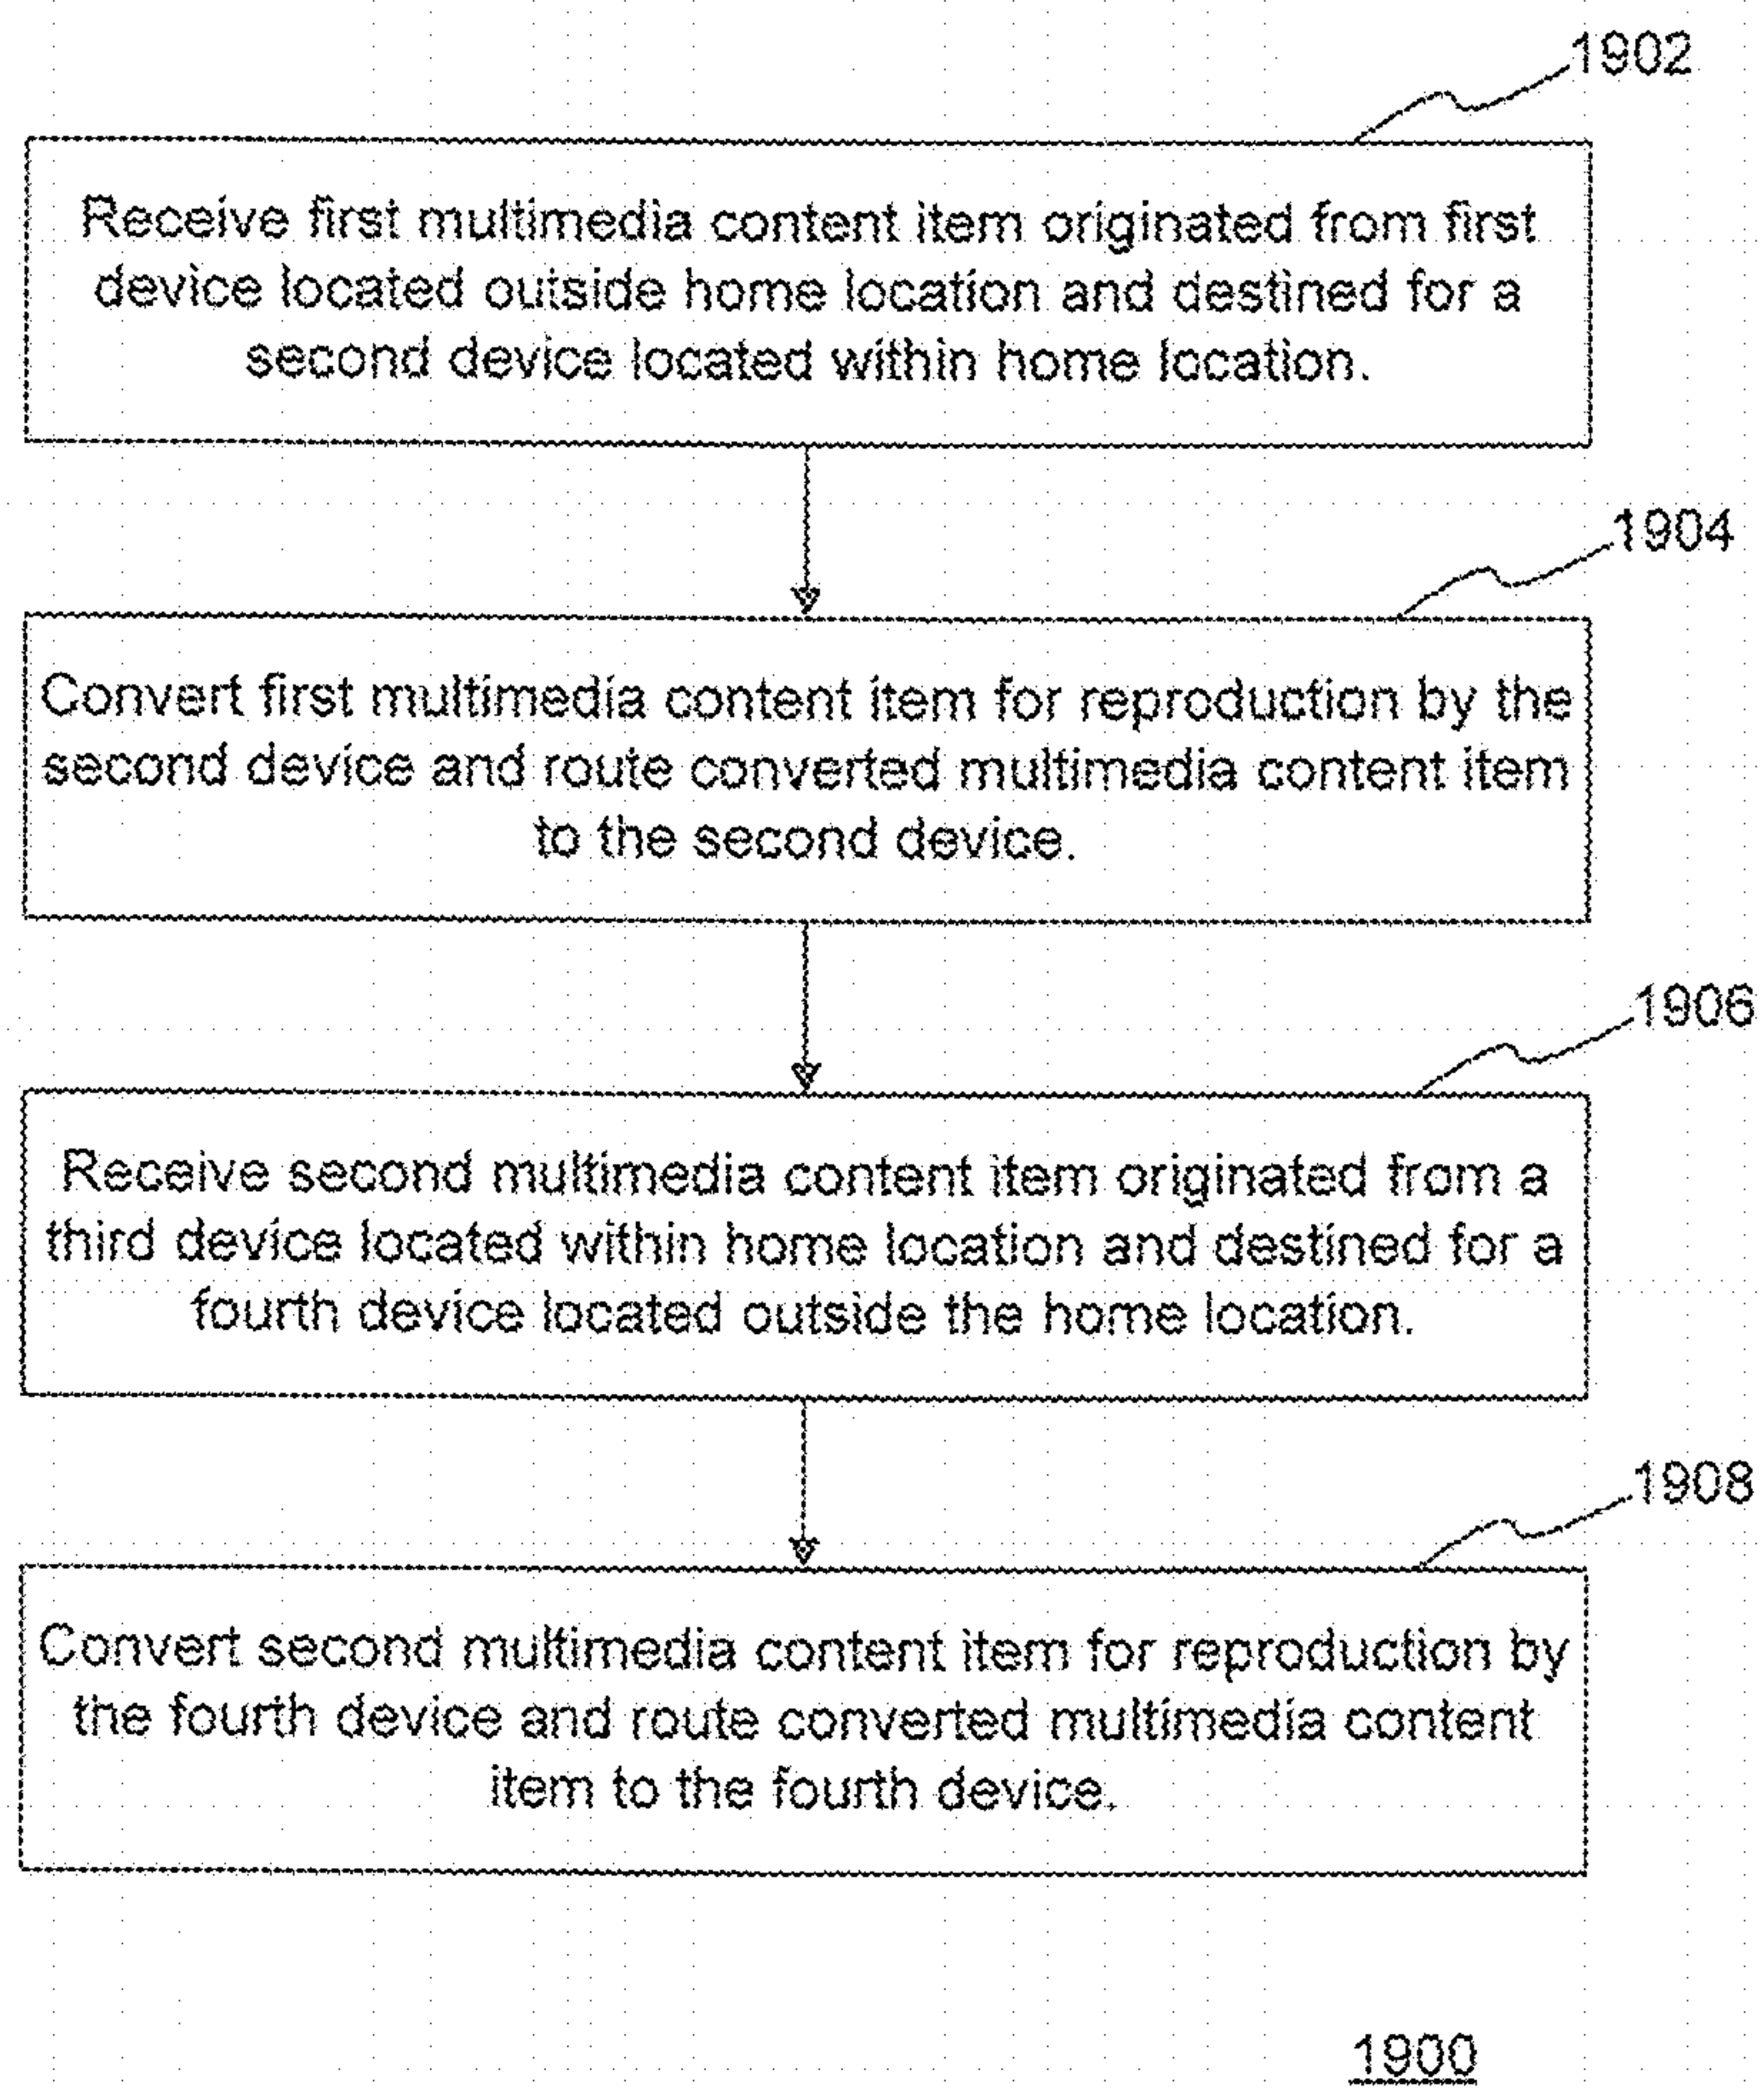 1902
Receive first multimedia content item originated from first
device located outside home location and destined for a
second device located within home location.
1904
Convert first multimedia content item for reproduction by the
second device and route converted multimedia content item
to the second device.
1906
Receive second multimedia content item originated from a
third device located within home location and destined for a
fourth device located outside the home location.
1908
Convert second multimedia content item for reproduction by
the fourth device and route converted multimedia content
item to the fourth device.
1900